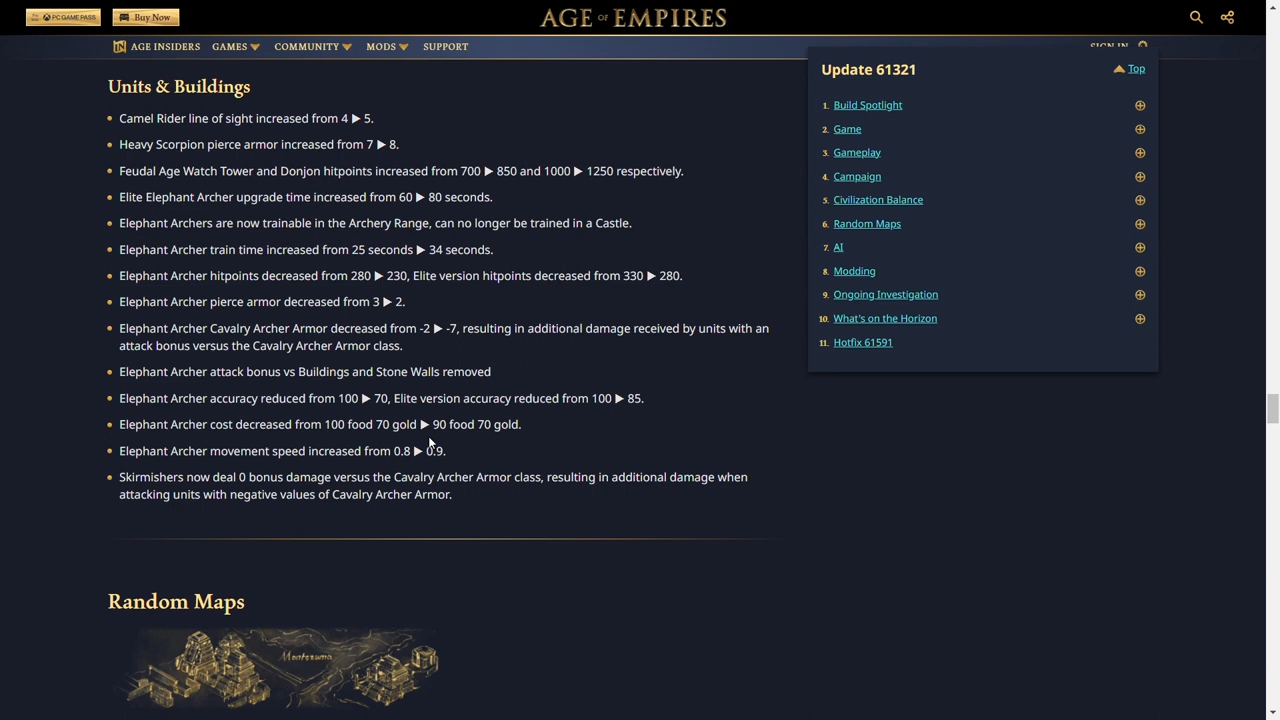 PC GAME PASS
Buy Now
AGE OF EMPIRES
AGE INSIDERS
GAMES
COMMUNITY
MODS
SUPPORT
SIGN IN
Units & Buildings
Camel Rider line of sight increased from 4 ▶ 5.
Heavy Scorpion pierce armor increased from 7 ▶ 8.
Feudal Age Watch Tower and Donjon hitpoints increased from 700 ▶ 850 and 1000 ▶ 1250 respectively.
Elite Elephant Archer upgrade time increased from 60 ▶ 80 seconds.
Elephant Archers are now trainable in the Archery Range, can no longer be trained in a Castle.
Elephant Archer train time increased from 25 seconds ▶ 34 seconds.
Elephant Archer hitpoints decreased from 280 ▶ 230, Elite version hitpoints decreased from 330 ▶ 280.
Elephant Archer pierce armor decreased from 3 ▶ 2.
Elephant Archer Cavalry Archer Armor decreased from -2 ▶ -7, resulting in additional damage received by units with an
attack bonus versus the Cavalry Archer Armor class.
Elephant Archer attack bonus vs Buildings and Stone Walls removed
Elephant Archer accuracy reduced from 100 ▶ 70, Elite version accuracy reduced from 100 ▶ 85.
Elephant Archer cost decreased from 100 food 70 gold ▶ 90 food 70 gold.
Elephant Archer movement speed increased from 0.8 ▶ 0.9.
Skirmishers now deal 0 bonus damage versus the Cavalry Archer Armor class, resulting in additional damage when
attacking units with negative values of Cavalry Archer Armor.
Random Maps
Montezuma
Update 61321
Top
1. Build Spotlight
2. Game
3. Gameplay
4. Campaign
5. Civilization Balance
6. Random Maps
7. AI
8. Modding
9. Ongoing Investigation
10. What's on the Horizon
11. Hotfix 61591